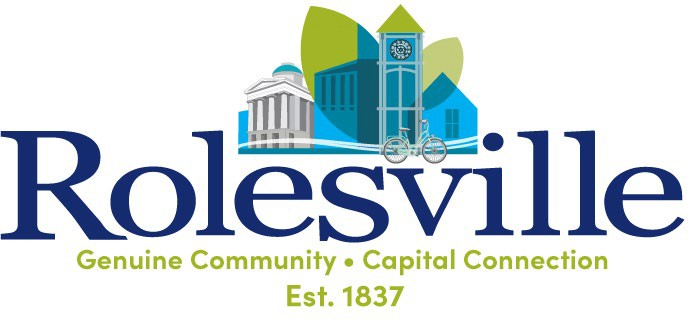 Rolesville
Genuine Community • Capital Connection
Est. 1837